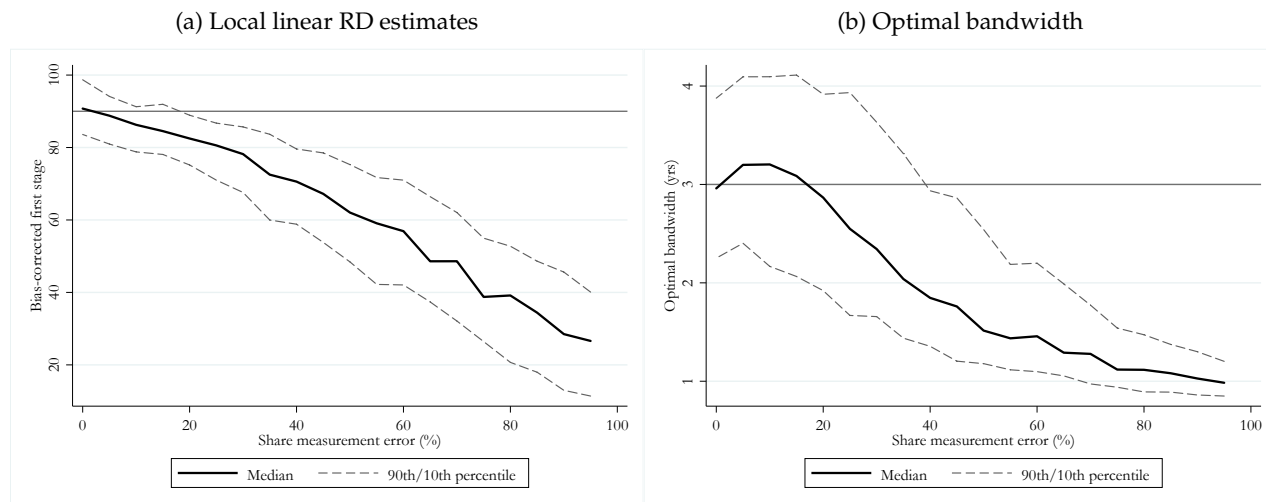 (a) Local linear RD estimates
Bias-corrected first stage
100
80
60
40
20
0 20 40 60 80 100
Share measurement error (%)
Median 90th/10th percentile
(b) Optimal bandwidth
Optimal bandwidth (yrs)
4
3
2
1
0 20 40 60 80 100
Share measurement error (%)
Median 90th/10th percentile